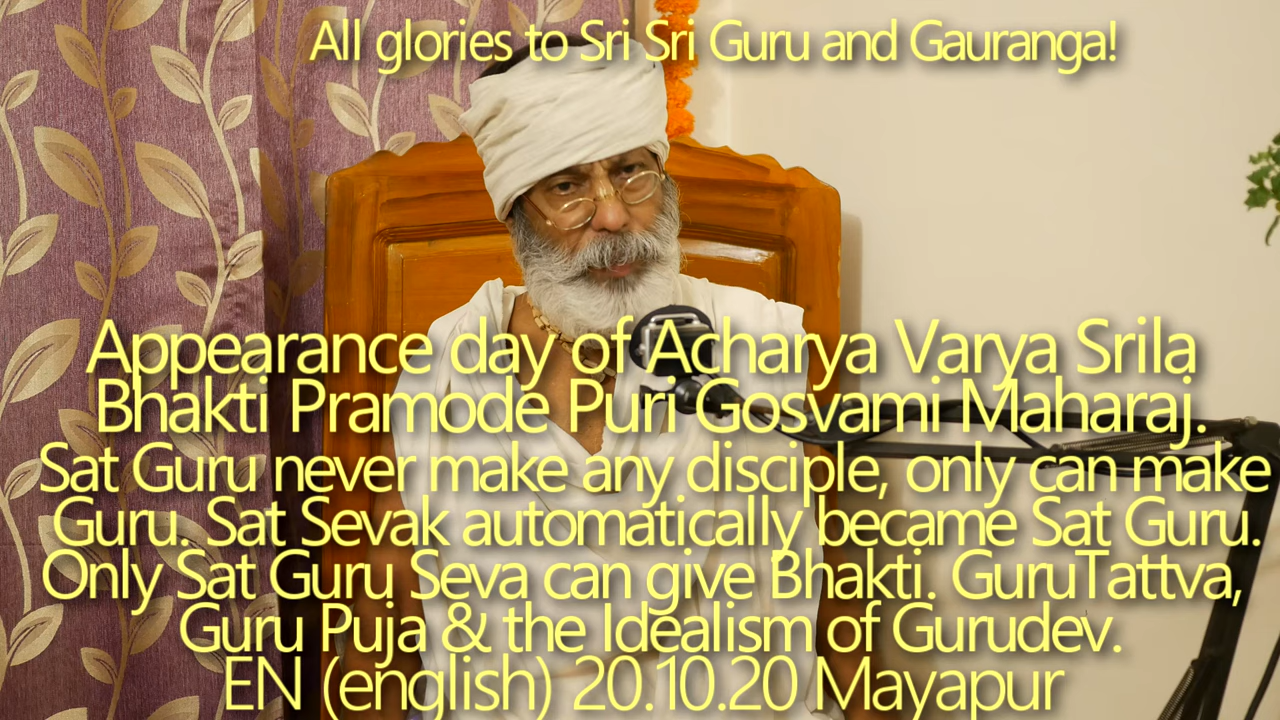 All glories to Sri Sri Guru and Gauranga!
Appearance day of Acharya Varya Srila
Bhakti Pramode Puri Gosvami Maharaj.
Sat Guru never make any disciple, only can make
Guru. Sat Sevak automatically became Sat Guru.
Only Sat Guru Seva can give Bhakti. GuruTattva,
Guru Puja & the Idealism of Gurudev.
EN (english) 20.10.20 Mayapur